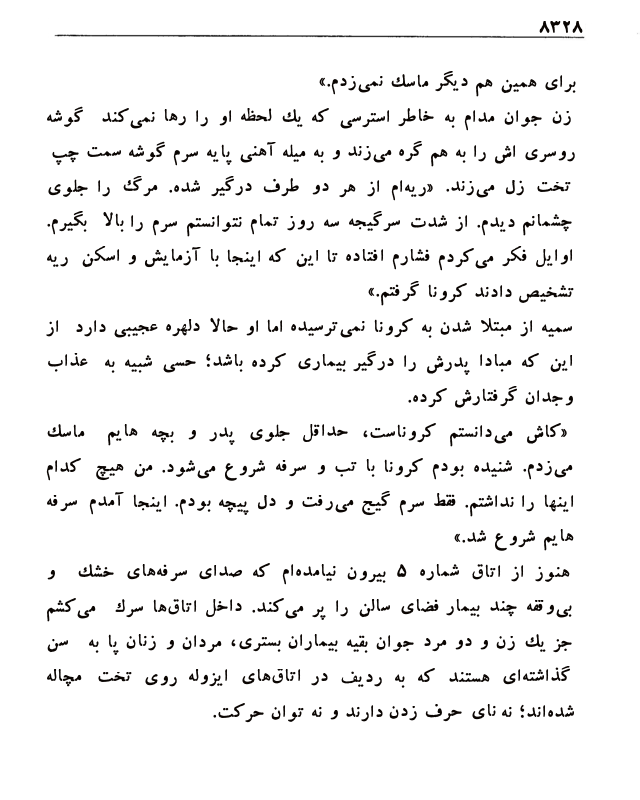 ۸۳۲۸
برای همین هم دیگر ماسك نمی‌زدم.»
زن جوان مدام به خاطر استرسی که یك لحظه او را رها نمی‌کند گوشه
روسری اش را به هم گره می‌زند و به میله آهنی پایه سرم گوشه سمت چپ
تخت زل می‌زند. «ریه‌ام از هر دو طرف درگیر شده. مرگ را جلوی
چشمانم دیدم. از شدت سرگیجه سه روز تمام نتوانستم سرم را بالا بگیرم.
اوایل فکر می‌کردم فشارم افتاده تا این که اینجا با آزمایش و اسکن ریه
تشخیص دادند کرونا گرفتم.»
سمیه از مبتلا شدن به کرونا نمی‌ترسیده اما او حالا دلهره عجیبی دارد از
این که مبادا پدرش را درگیر بیماری کرده باشد؛ حسی شبیه به عذاب
وجدان گرفتارش کرده.
«کاش می‌دانستم کروناست، حداقل جلوی پدر و بچه هایم ماسك
می‌زدم. شنیده بودم کرونا با تب و سرفه شروع می‌شود. من هیچ کدام
اینها را نداشتم. فقط سرم گیج می‌رفت و دل پیچه بودم. اینجا آمدم سرفه
هایم شروع شد.»
هنوز از اتاق شماره ۵ بیرون نیامده‌ام که صدای سرفه‌های خشك و
بی‌وقفه چند بیمار فضای سالن را پر می‌کند. داخل اتاق‌ها سرك می‌کشم
جز یك زن و دو مرد جوان بقیه بیماران بستری، مردان و زنان پا به سن
گذاشته‌ای هستند که به ردیف در اتاق‌های ایزوله روی تخت مچاله
شده‌اند؛ نه نای حرف زدن دارند و نه توان حرکت.